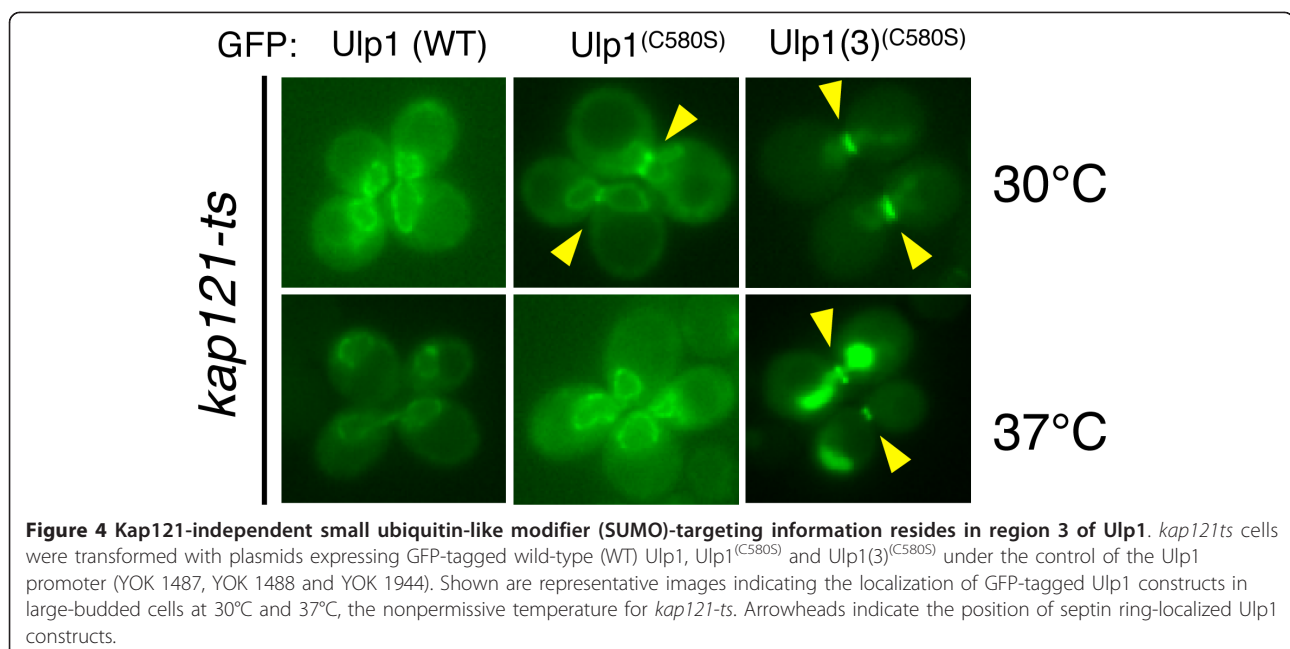 GFP: Ulp1 (WT) Ulp1(C580S) Ulp1(3)(C580S)
kap121-ts
30°C
37°C
Figure 4 Kap121-independent small ubiquitin-like modifier (SUMO)-targeting information resides in region 3 of Ulp1. kap121ts cells
were transformed with plasmids expressing GFP-tagged wild-type (WT) Ulp1, Ulp1(C580S) and Ulp1(3)(C580S) under the control of the Ulp1
promoter (YOK 1487, YOK 1488 and YOK 1944). Shown are representative images indicating the localization of GFP-tagged Ulp1 constructs in
large-budded cells at 30°C and 37°C, the nonpermissive temperature for kap121-ts. Arrowheads indicate the position of septin ring-localized Ulp1
constructs.